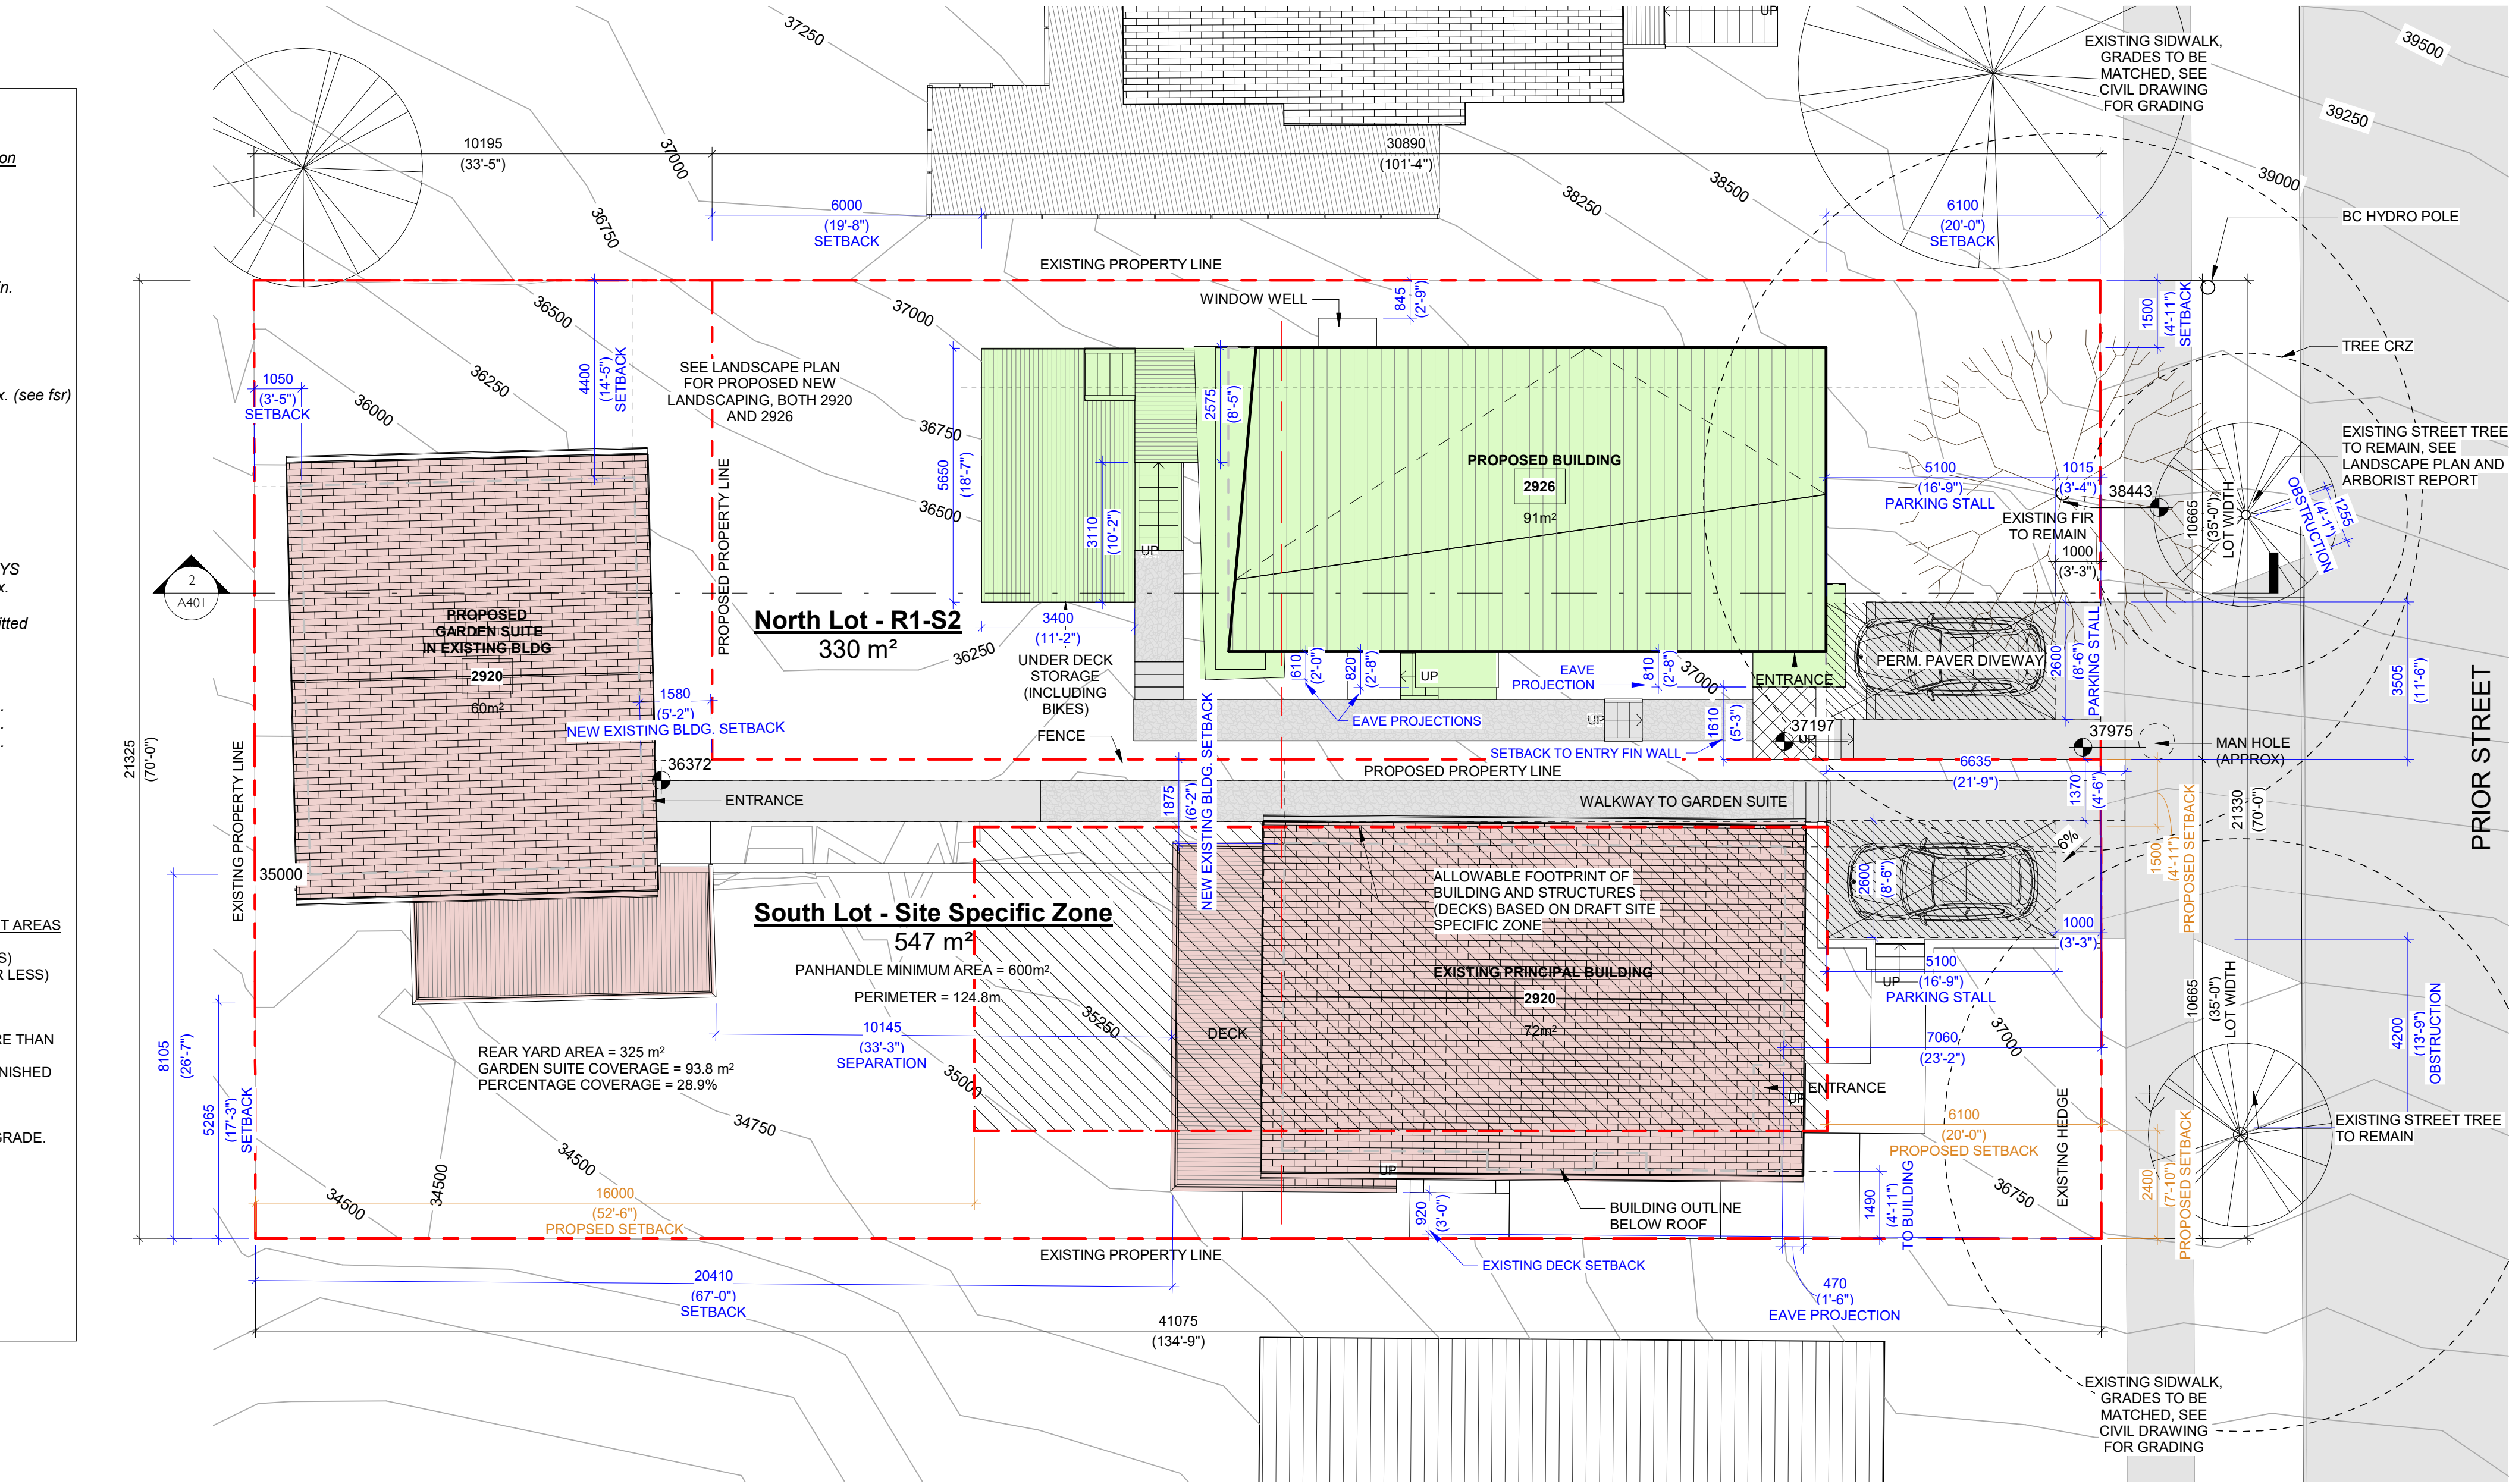 on
in.
x. (see fsr)
YS
x.
itted
.
.
.
T AREAS
S)
R LESS)
RE THAN
NISHED
GRADE.
37250
UP
39500
39250
39000
EXISTING SIDWALK,
GRADES TO BE
MATCHED, SEE
CIVIL DRAWING
FOR GRADING
10195
(33'-5")
37000
30890
(101'-4")
38500
38250
36750
6000
(19'-8")
SETBACK
6100
(20'-0")
SETBACK
BC HYDRO POLE
EXISTING PROPERTY LINE
WINDOW WELL
845
(2'-9")
1500
(4'-11")
SETBACK
TREE CRZ
36500
37000
36250
36000
1050
(3'-5")
SETBACK
4400
(14'-5")
SETBACK
SEE LANDSCAPE PLAN
FOR PROPOSED NEW
LANDSCAPING, BOTH 2920
AND 2926
36750
36500
5650
(18'-7")
2575
(8'-5")
3110
(10'-2")
UP
PROPOSED BUILDING
2926
91m²
5100
(16'-9")
PARKING STALL
1015
(3'-4")
38443
EXISTING FIR
TO REMAIN
1000
(3'-3")
10665
(35'-0")
LOT WIDTH
EXISTING STREET TREE
TO REMAIN, SEE
LANDSCAPE PLAN AND
ARBORIST REPORT
1255
(4'-1")
OBSTRUCTION
PROPOSED PROPERTY LINE
2
A401
PROPOSED
GARDEN SUITE
IN EXISTING BLDG
2920
60m²
North Lot - R1-S2
330 m²
36250
3400
(11'-2")
UNDER DECK
STORAGE
(INCLUDING
BIKES)
FENCE
1580
(5'-2")
NEW EXISTING BLDG. SETBACK
610
(2'-0")
820
(2'-8")
UP
EAVE
PROJECTION
810
(2'-8")
37000
ENTRANCE
EAVE PROJECTIONS
UP
1610
(5'-3")
SETBACK TO ENTRY FIN WALL
37197
UP
PERM. PAVER DIVEWAY
2600
(8'-6")
PARKING STALL
37975
3505
(11'-6")
MAN HOLE
(APPROX)
PRIOR STREET
21325
(70'-0")
EXISTING PROPERTY LINE
36372
ENTRANCE
PROPOSED PROPERTY LINE
WALKWAY TO GARDEN SUITE
6635
(21'-9")
1370
(4'-6")
1875
(6'-2")
NEW EXISTING BLDG. SETBACK
6%
1500
(4'-11")
PROPOSED SETBACK
21330
(70'-0")
35000
South Lot - Site Specific Zone
547 m²
PANHANDLE MINIMUM AREA = 600m²
PERIMETER = 124.8m
ALLOWABLE FOOTPRINT OF
BUILDING AND STRUCTURES
(DECKS) BASED ON DRAFT SITE
SPECIFIC ZONE
2600
(8'-6")
1000
(3'-3")
5100
(16'-9")
PARKING STALL
UP
EXISTING PRINCIPAL BUILDING
2920
72m²
DECK
35250
10145
(33'-3")
SEPARATION
REAR YARD AREA = 325 m²
GARDEN SUITE COVERAGE = 93.8 m²
PERCENTAGE COVERAGE = 28.9%
35000
34750
34500
34500
34500
8105
(26'-7")
5265
(17'-3")
SETBACK
7060
(23'-2")
37000
ENTRANCE
UP
6100
(20'-0")
PROPOSED SETBACK
EXISTING HEDGE
36750
10665
(35'-0")
LOT WIDTH
4200
(13'-9")
OBSTRUCTION
EXISTING STREET TREE
TO REMAIN
2400
(7'-10")
PROPOSED SETBACK
16000
(52'-6")
PROPSED SETBACK
UP
920
(3'-0")
BUILDING OUTLINE
BELOW ROOF
1490
(4'-11")
TO BUILDING
EXISTING PROPERTY LINE
EXISTING DECK SETBACK
20410
(67'-0")
SETBACK
470
(1'-6")
EAVE PROJECTION
41075
(134'-9")
EXISTING SIDWALK,
GRADES TO BE
MATCHED, SEE
CIVIL DRAWING
FOR GRADING